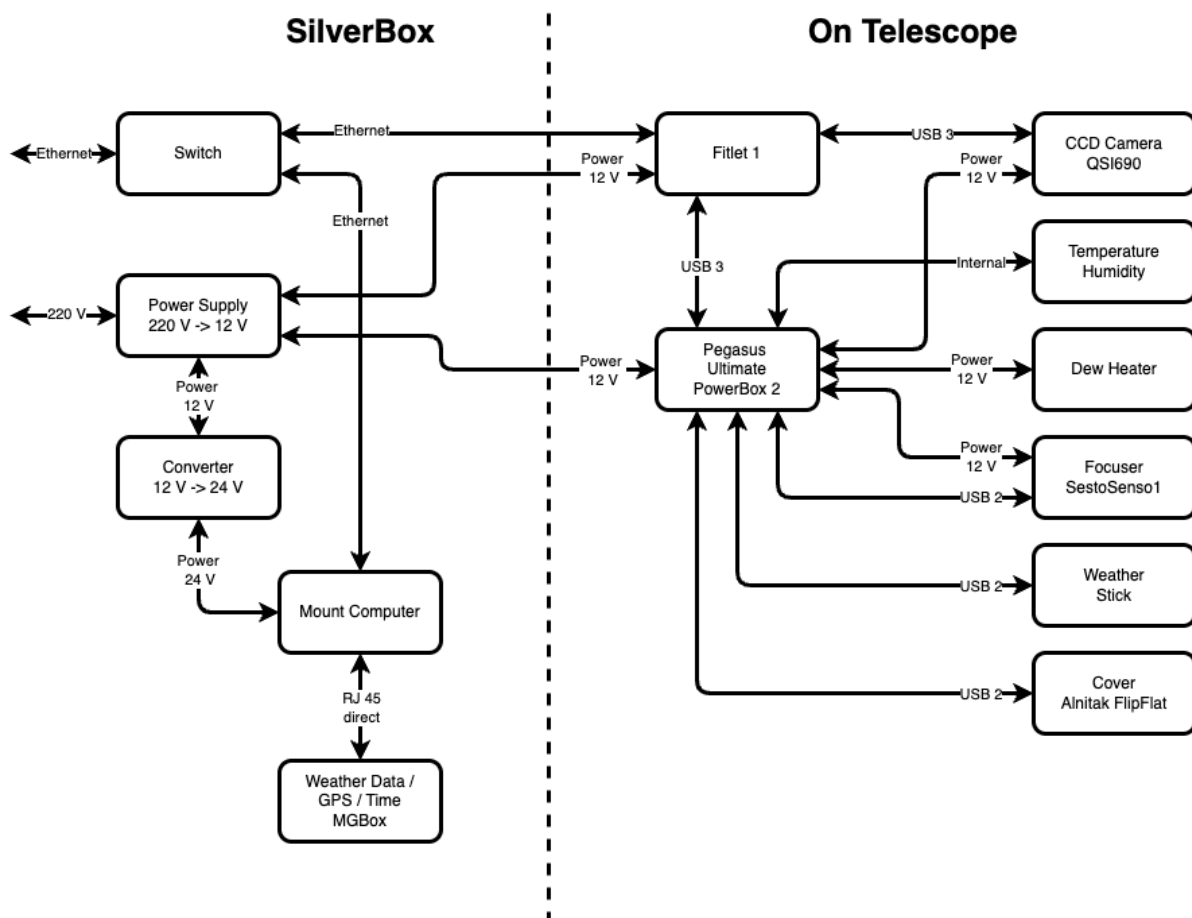 SilverBox
On Telescope
Ethernet
Switch
Ethernet
Ethernet
Power
12 V
Fitlet 1
USB 3
CCD Camera
QSI690
Power
12 V
USB 3
Internal
Temperature
Humidity
220 V
Power Supply
220 V -> 12 V
Power
12 V
Pegasus
Ultimate
PowerBox 2
Power
12 V
Dew Heater
Power
12 V
Converter
12 V -> 24 V
Power
12 V
USB 2
Focuser
SestoSenso1
Power
24 V
Mount Computer
USB 2
Weather
Stick
RJ 45
direct
USB 2
Cover
Alnitak FlipFlat
Weather Data /
GPS / Time
MGBox